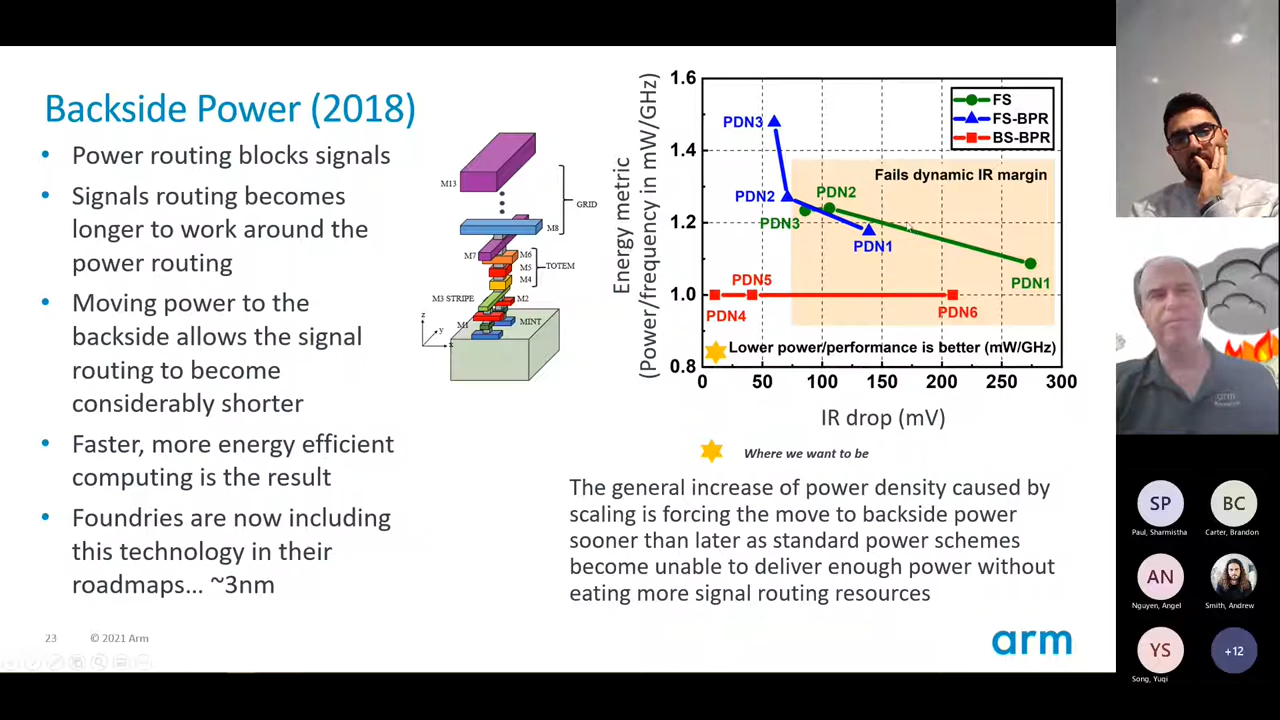 Backside Power (2018)
• Power routing blocks signals
• Signals routing becomes
longer to work around the
power routing
• Moving power to the
backside allows the signal
routing to become
considerably shorter
• Faster, more energy efficient
computing is the result
• Foundries are now including
this technology in their
roadmaps... ~3nm
M13
GRID
M8
M7
M6
M5
M4
TOTEM
M3 STRIPE
M2
M1
MINT
z
y
x
Energy metric
(Power/frequency in mW/GHz)
1.6
1.4
1.2
1.0
0.8
FS
FS-BPR
BS-BPR
Fails dynamic IR margin
PDN3
PDN2
PDN2
PDN3
PDN1
PDN1
PDN5
PDN4
PDN6
Lower power/performance is better (mW/GHz)
0 50 100 150 200 250 300
IR drop (mV)
Where we want to be
The general increase of power density caused by
scaling is forcing the move to backside power
sooner than later as standard power schemes
become unable to deliver enough power without
eating more signal routing resources
23 © 2021 Arm
arm
arm
SP
Paul, Sharmistha
BC
Carter, Brandon
AN
Nguyen, Angel
Smith, Andrew
YS
Song, Yuqi
+12